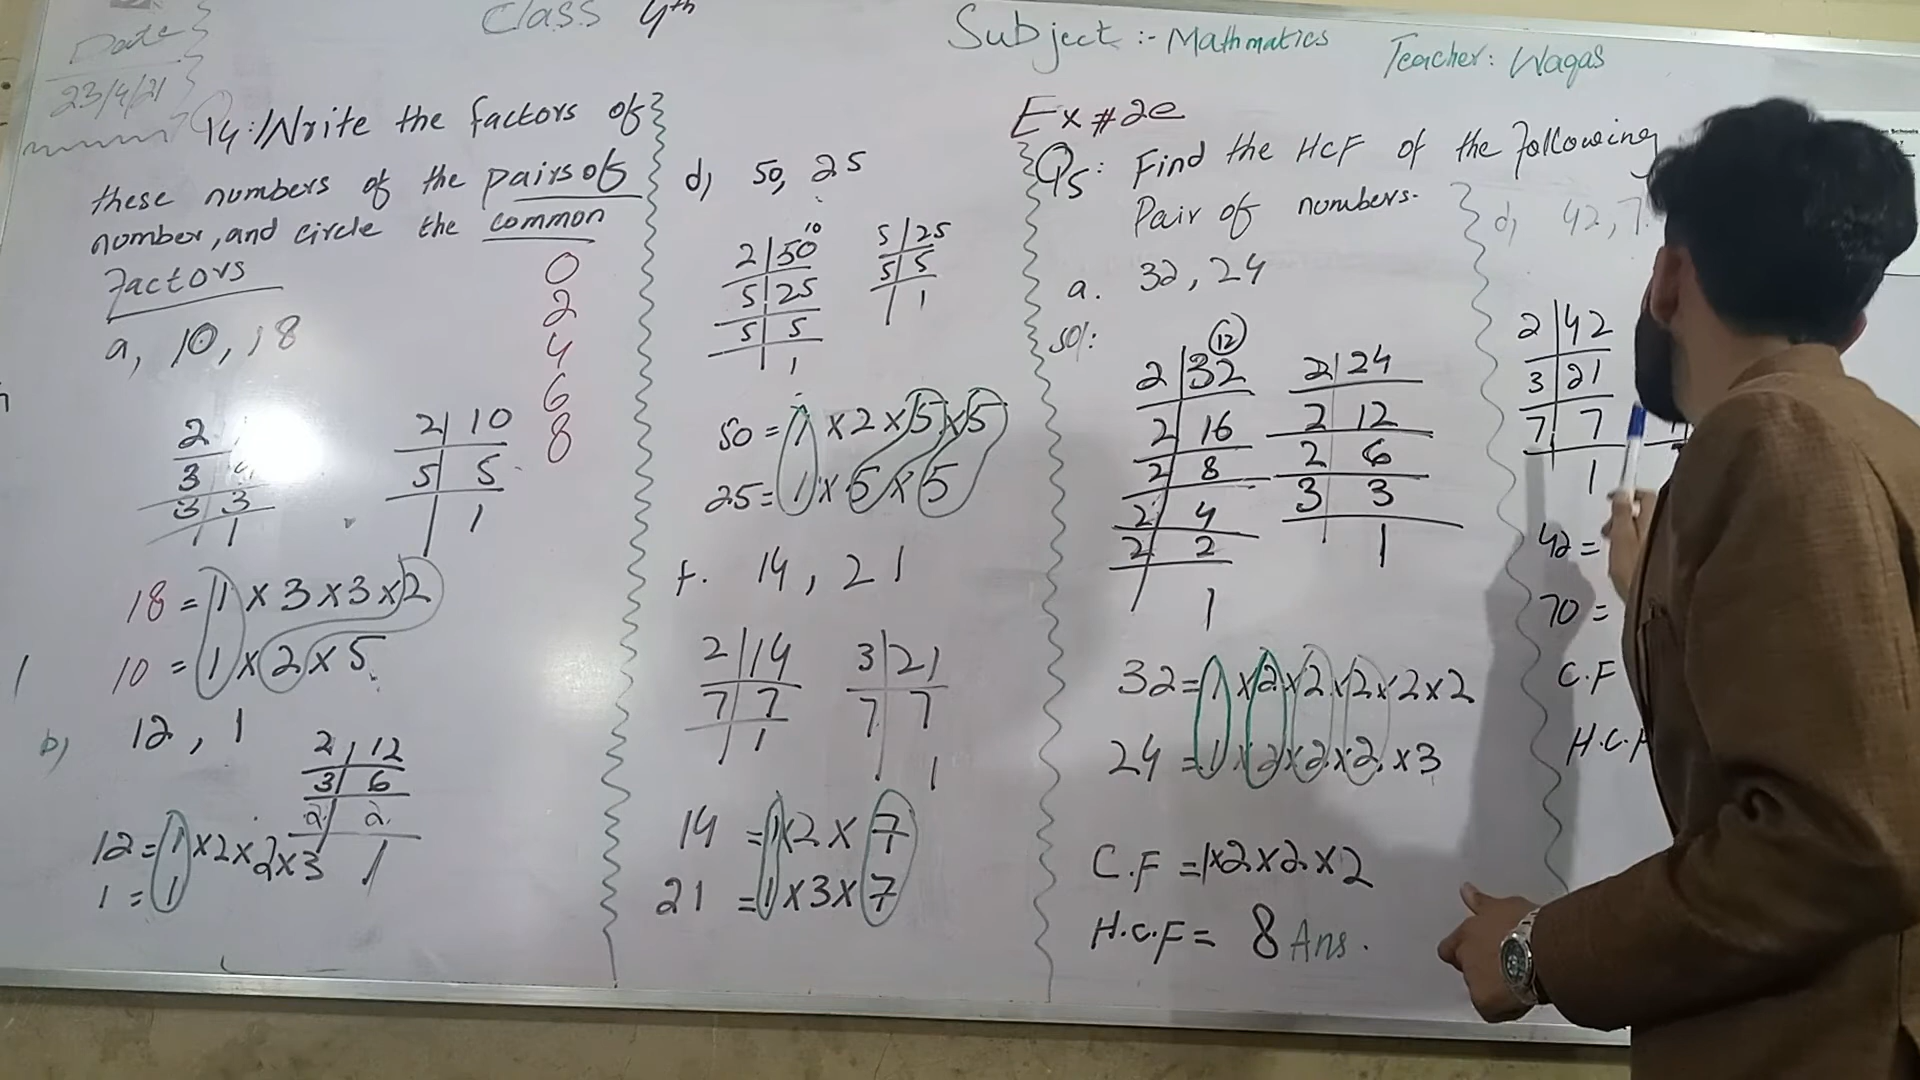 Class 4th
Subject :- Mathmatics
Teacher: Waqas
Date
23/4/21
Q4: Write the factors of
these numbers of the pairs of
number, and circle the common
factors
0
2
4
6
8
a, 10, 18
2
3
3 3
1
2 10
5 5
1
18 = 1 x 3 x 3 x 2
10 = 1 x 2 x 5
b) 12, 1
2 12
3 6
2 2
1
12 = 1 x 2 x 2 x 3
1 = 1
d) 50, 25
10
2 50
5 25
5 5
1
5 25
5 5
1
50 = 1 x 2 x 5 x 5
25 = 1 x 5 x 5
f. 14, 21
2 14
7 7
1
3 21
7 7
1
14 = 1 x 2 x 7
21 = 1 x 3 x 7
Ex # 2e
Q5: Find the HCF of the following
Pair of numbers.
a. 32, 24
Sol:
12
2 32
2 16
2 8
2 4
2 2
1
2 24
2 12
2 6
3 3
1
32 = 1 x 2 x 2 x 2 x 2 x 2
24 = 1 x 2 x 2 x 2 x 3
C.F = 1 x 2 x 2 x 2
H.C.F = 8 Ans.
d) 42, 7
2 42
3 21
7 7
1
42 =
70 =
C.F
H.C.F